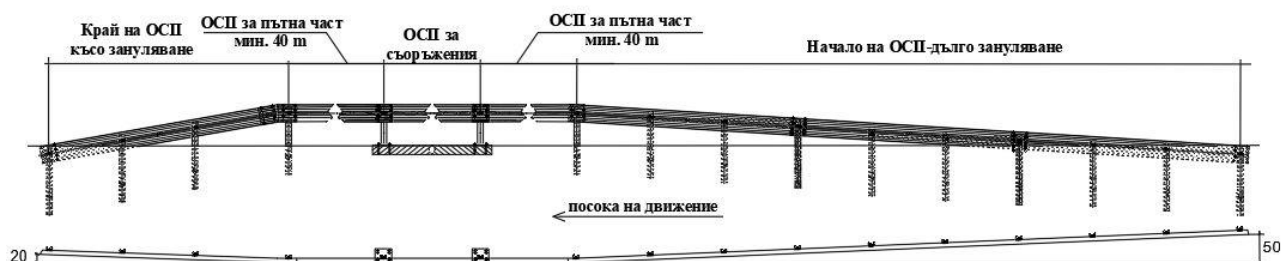 Край на ОСП
късо зануляване
ОСП за пътна част
мин. 40 m
ОСП за
съоръжения
ОСП за пътна част
мин. 40 m
Начало на ОСП-дълго зануляване
посока на движение
20
50